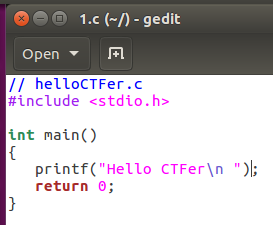 1.c (~/) - gedit
Open
// helloCTFer.c
#include <stdio.h>

int main()
{
   printf("Hello CTFer\n ");
   return 0;
}